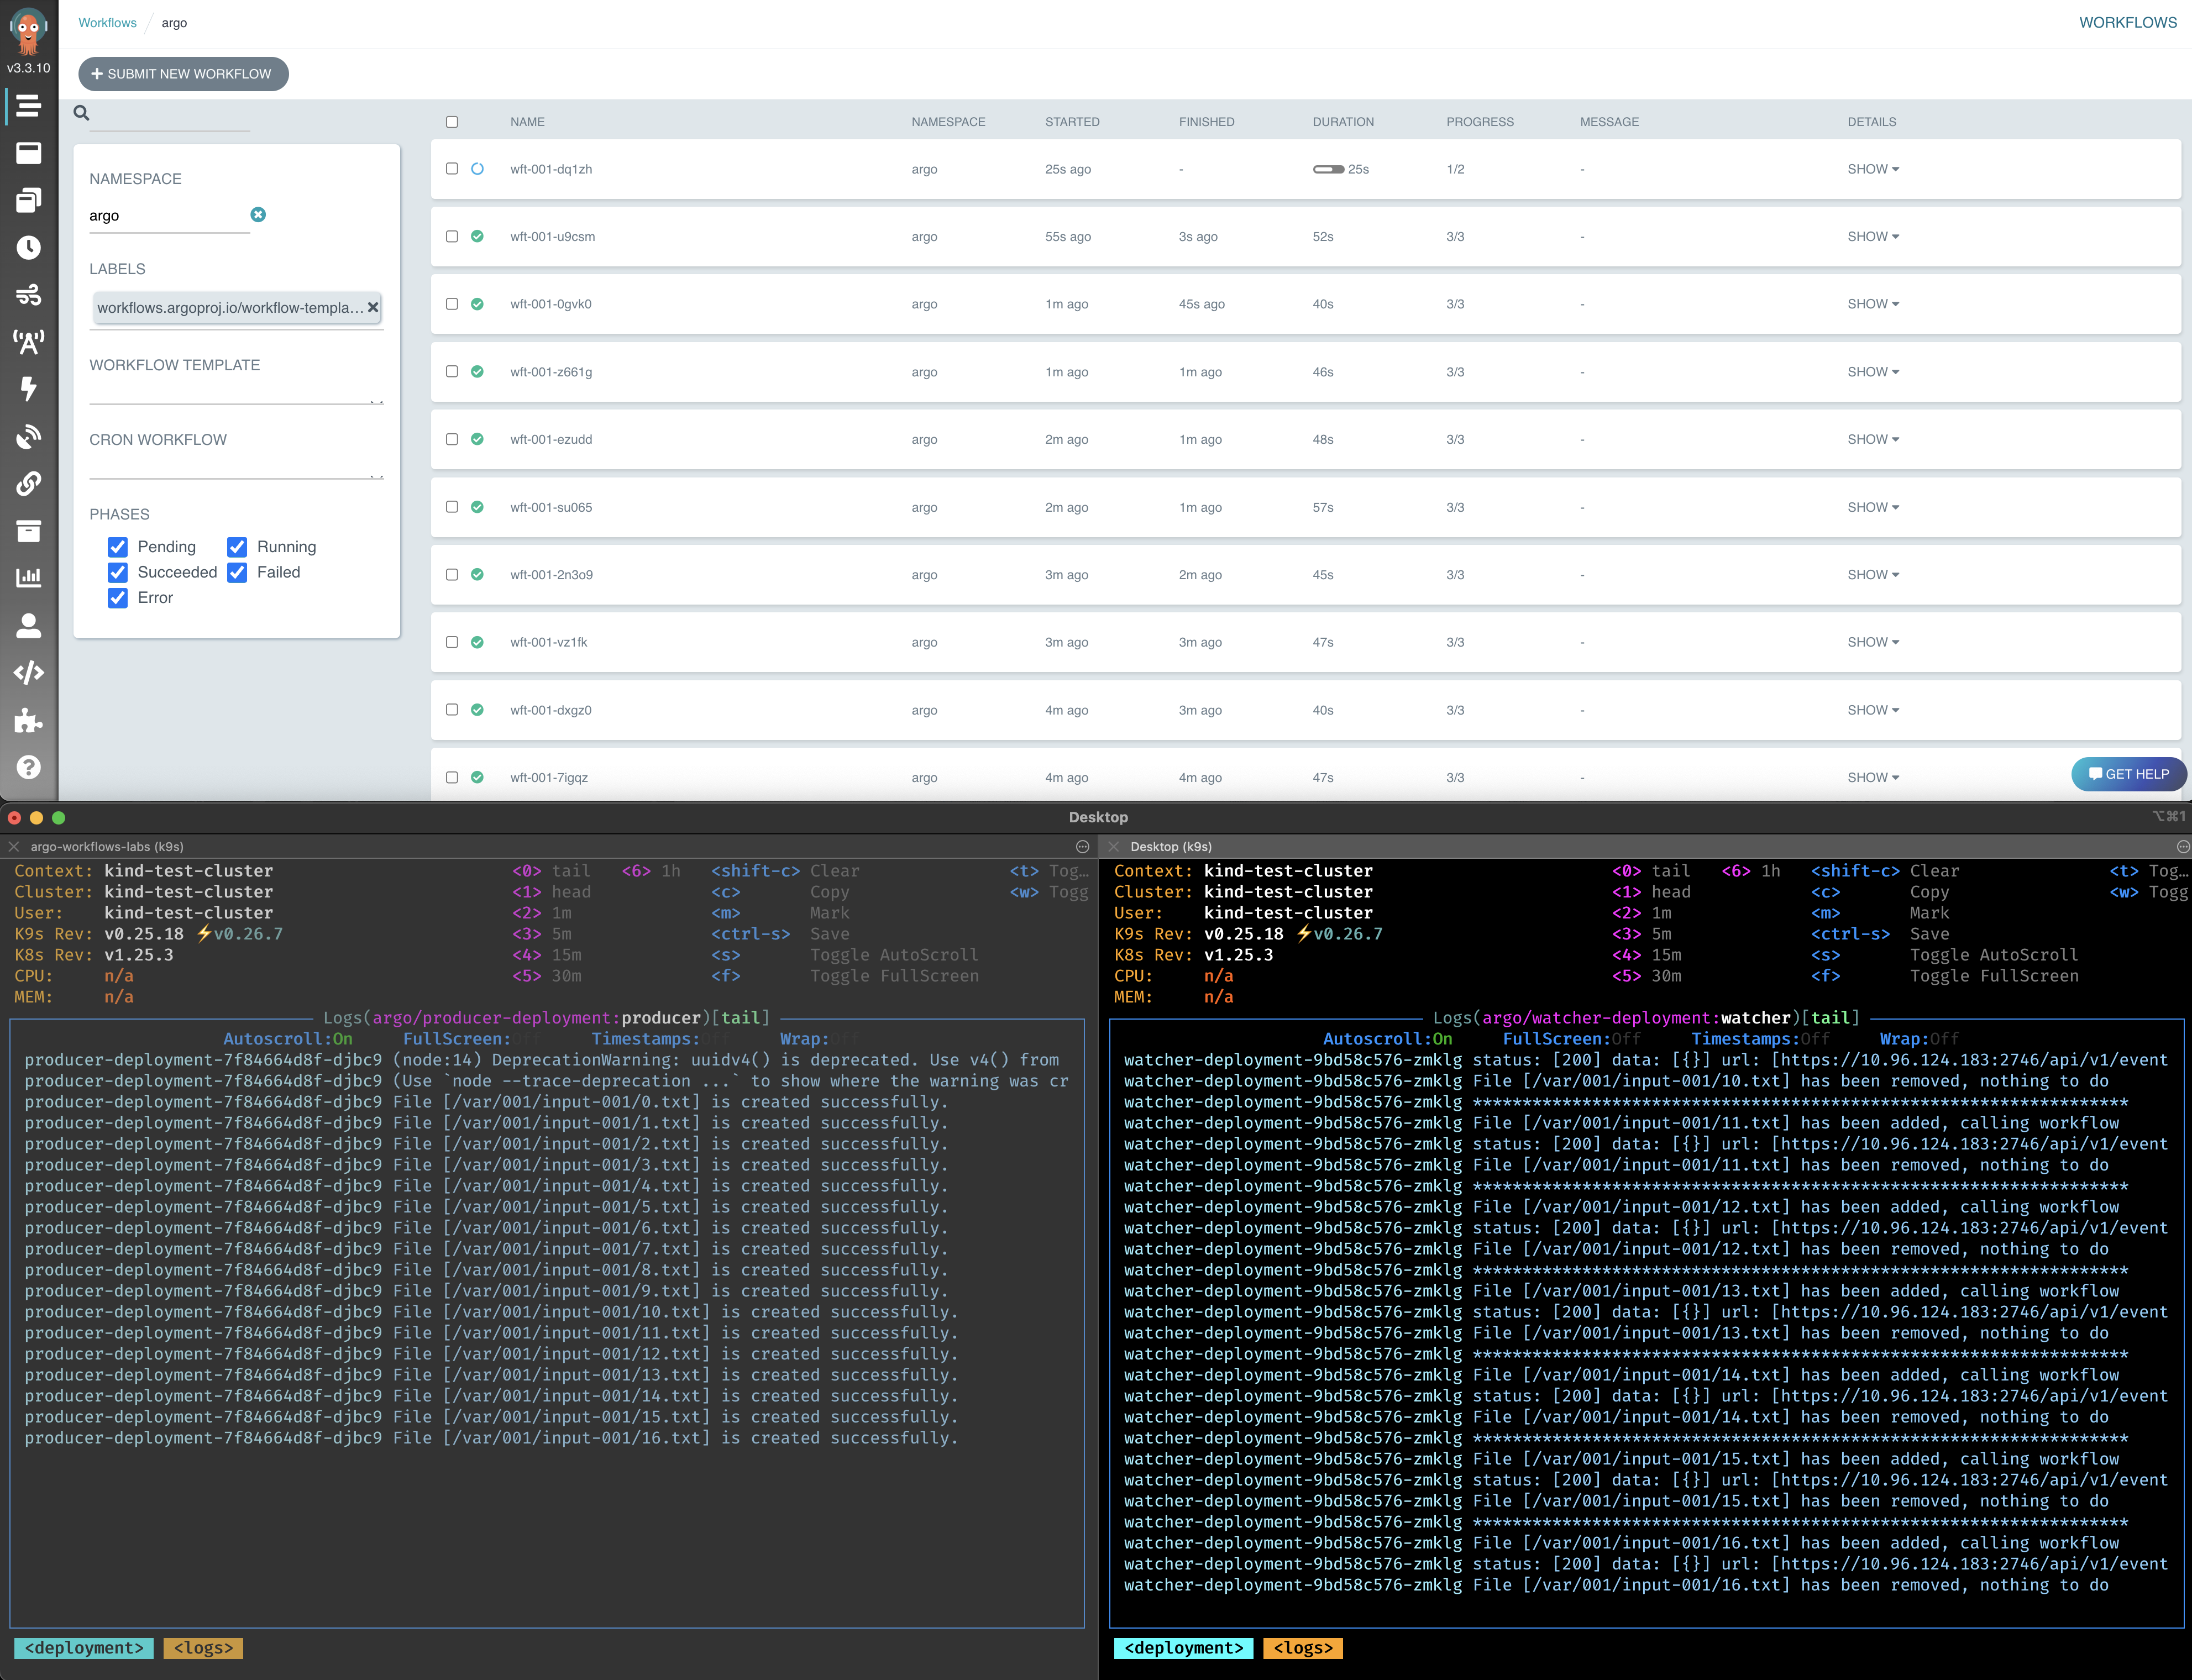 v3.3.10
Workflows / argo
WORKFLOWS
+ SUBMIT NEW WORKFLOW
NAMESPACE
argo
LABELS
workflows.argoproj.io/workflow-templa…
WORKFLOW TEMPLATE
CRON WORKFLOW
PHASES
Pending Running
Succeeded Failed
Error
NAME NAMESPACE STARTED FINISHED DURATION PROGRESS MESSAGE DETAILS
wft-001-dq1zh argo 25s ago - 25s 1/2 - SHOW
wft-001-u9csm argo 55s ago 3s ago 52s 3/3 - SHOW
wft-001-0gvk0 argo 1m ago 45s ago 40s 3/3 - SHOW
wft-001-z661g argo 1m ago 1m ago 46s 3/3 - SHOW
wft-001-ezudd argo 2m ago 1m ago 48s 3/3 - SHOW
wft-001-su065 argo 2m ago 1m ago 57s 3/3 - SHOW
wft-001-2n3o9 argo 3m ago 2m ago 45s 3/3 - SHOW
wft-001-vz1fk argo 3m ago 3m ago 47s 3/3 - SHOW
wft-001-dxgz0 argo 4m ago 3m ago 40s 3/3 - SHOW
wft-001-7igqz argo 4m ago 4m ago 47s 3/3 - SHOW
GET HELP
Desktop
⌥⌘1
argo-workflows-labs (k9s)
Context: kind-test-cluster <0> tail <6> 1h <shift-c> Clear <t> Tog…
Cluster: kind-test-cluster <1> head <c> Copy <w> Togg
User: kind-test-cluster <2> 1m <m> Mark
K9s Rev: v0.25.18 ⚡v0.26.7 <3> 5m <ctrl-s> Save
K8s Rev: v1.25.3 <4> 15m <s> Toggle AutoScroll
CPU: n/a <5> 30m <f> Toggle FullScreen
MEM: n/a
Logs(argo/producer-deployment:producer)[tail]
Autoscroll:On FullScreen:Off Timestamps:Off Wrap:Off
producer-deployment-7f84664d8f-djbc9 (node:14) DeprecationWarning: uuidv4() is deprecated. Use v4() from
producer-deployment-7f84664d8f-djbc9 (Use `node --trace-deprecation ...` to show where the warning was cr
producer-deployment-7f84664d8f-djbc9 File [/var/001/input-001/0.txt] is created successfully.
producer-deployment-7f84664d8f-djbc9 File [/var/001/input-001/1.txt] is created successfully.
producer-deployment-7f84664d8f-djbc9 File [/var/001/input-001/2.txt] is created successfully.
producer-deployment-7f84664d8f-djbc9 File [/var/001/input-001/3.txt] is created successfully.
producer-deployment-7f84664d8f-djbc9 File [/var/001/input-001/4.txt] is created successfully.
producer-deployment-7f84664d8f-djbc9 File [/var/001/input-001/5.txt] is created successfully.
producer-deployment-7f84664d8f-djbc9 File [/var/001/input-001/6.txt] is created successfully.
producer-deployment-7f84664d8f-djbc9 File [/var/001/input-001/7.txt] is created successfully.
producer-deployment-7f84664d8f-djbc9 File [/var/001/input-001/8.txt] is created successfully.
producer-deployment-7f84664d8f-djbc9 File [/var/001/input-001/9.txt] is created successfully.
producer-deployment-7f84664d8f-djbc9 File [/var/001/input-001/10.txt] is created successfully.
producer-deployment-7f84664d8f-djbc9 File [/var/001/input-001/11.txt] is created successfully.
producer-deployment-7f84664d8f-djbc9 File [/var/001/input-001/12.txt] is created successfully.
producer-deployment-7f84664d8f-djbc9 File [/var/001/input-001/13.txt] is created successfully.
producer-deployment-7f84664d8f-djbc9 File [/var/001/input-001/14.txt] is created successfully.
producer-deployment-7f84664d8f-djbc9 File [/var/001/input-001/15.txt] is created successfully.
producer-deployment-7f84664d8f-djbc9 File [/var/001/input-001/16.txt] is created successfully.
<deployment> <logs>
Desktop (k9s)
Context: kind-test-cluster <0> tail <6> 1h <shift-c> Clear <t> Tog…
Cluster: kind-test-cluster <1> head <c> Copy <w> Togg
User: kind-test-cluster <2> 1m <m> Mark
K9s Rev: v0.25.18 ⚡v0.26.7 <3> 5m <ctrl-s> Save
K8s Rev: v1.25.3 <4> 15m <s> Toggle AutoScroll
CPU: n/a <5> 30m <f> Toggle FullScreen
MEM: n/a
Logs(argo/watcher-deployment:watcher)[tail]
Autoscroll:On FullScreen:Off Timestamps:Off Wrap:Off
watcher-deployment-9bd58c576-zmklg status: [200] data: [{}] url: [https://10.96.124.183:2746/api/v1/event
watcher-deployment-9bd58c576-zmklg File [/var/001/input-001/10.txt] has been removed, nothing to do
watcher-deployment-9bd58c576-zmklg ******************************************************************
watcher-deployment-9bd58c576-zmklg File [/var/001/input-001/11.txt] has been added, calling workflow
watcher-deployment-9bd58c576-zmklg status: [200] data: [{}] url: [https://10.96.124.183:2746/api/v1/event
watcher-deployment-9bd58c576-zmklg File [/var/001/input-001/11.txt] has been removed, nothing to do
watcher-deployment-9bd58c576-zmklg ******************************************************************
watcher-deployment-9bd58c576-zmklg File [/var/001/input-001/12.txt] has been added, calling workflow
watcher-deployment-9bd58c576-zmklg status: [200] data: [{}] url: [https://10.96.124.183:2746/api/v1/event
watcher-deployment-9bd58c576-zmklg File [/var/001/input-001/12.txt] has been removed, nothing to do
watcher-deployment-9bd58c576-zmklg ******************************************************************
watcher-deployment-9bd58c576-zmklg File [/var/001/input-001/13.txt] has been added, calling workflow
watcher-deployment-9bd58c576-zmklg status: [200] data: [{}] url: [https://10.96.124.183:2746/api/v1/event
watcher-deployment-9bd58c576-zmklg File [/var/001/input-001/13.txt] has been removed, nothing to do
watcher-deployment-9bd58c576-zmklg ******************************************************************
watcher-deployment-9bd58c576-zmklg File [/var/001/input-001/14.txt] has been added, calling workflow
watcher-deployment-9bd58c576-zmklg status: [200] data: [{}] url: [https://10.96.124.183:2746/api/v1/event
watcher-deployment-9bd58c576-zmklg File [/var/001/input-001/14.txt] has been removed, nothing to do
watcher-deployment-9bd58c576-zmklg ******************************************************************
watcher-deployment-9bd58c576-zmklg File [/var/001/input-001/15.txt] has been added, calling workflow
watcher-deployment-9bd58c576-zmklg status: [200] data: [{}] url: [https://10.96.124.183:2746/api/v1/event
watcher-deployment-9bd58c576-zmklg File [/var/001/input-001/15.txt] has been removed, nothing to do
watcher-deployment-9bd58c576-zmklg ******************************************************************
watcher-deployment-9bd58c576-zmklg File [/var/001/input-001/16.txt] has been added, calling workflow
watcher-deployment-9bd58c576-zmklg status: [200] data: [{}] url: [https://10.96.124.183:2746/api/v1/event
watcher-deployment-9bd58c576-zmklg File [/var/001/input-001/16.txt] has been removed, nothing to do
<deployment> <logs>